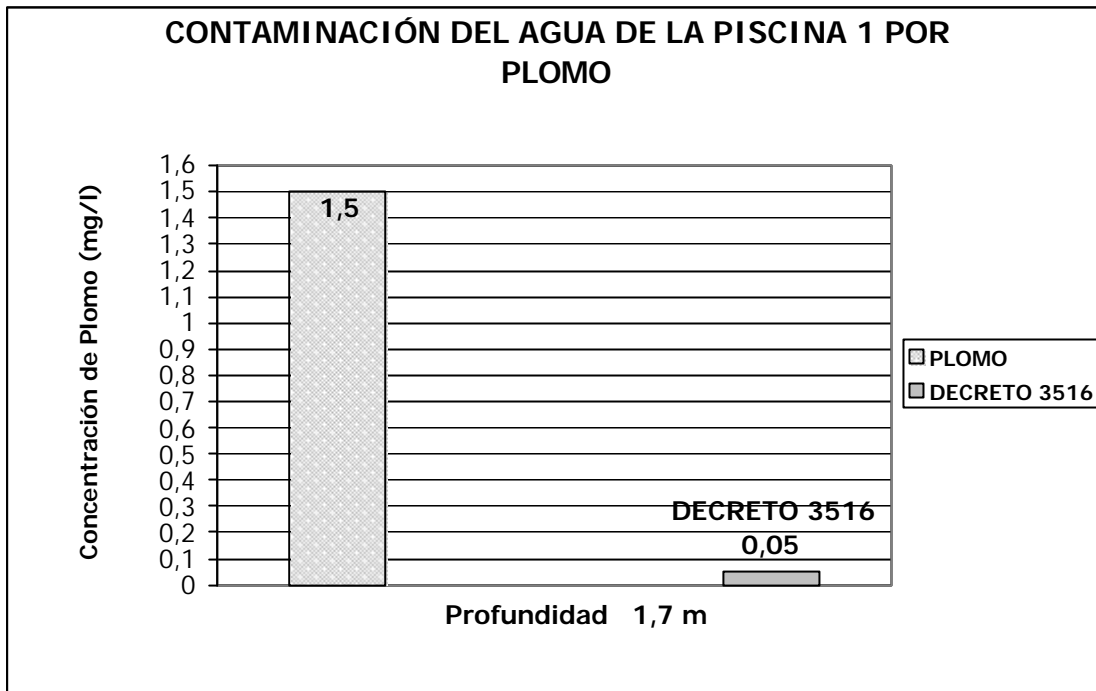 CONTAMINACIÓN DEL AGUA DE LA PISCINA 1 POR
PLOMO
Concentración de Plomo (mg/l)
1,6
1,5
1,4
1,3
1,2
1,1
1
0,9
0,8
0,7
0,6
0,5
0,4
0,3
0,2
0,1
0
1,5
DECRETO 3516
0,05
Profundidad 1,7 m
PLOMO
DECRETO 3516